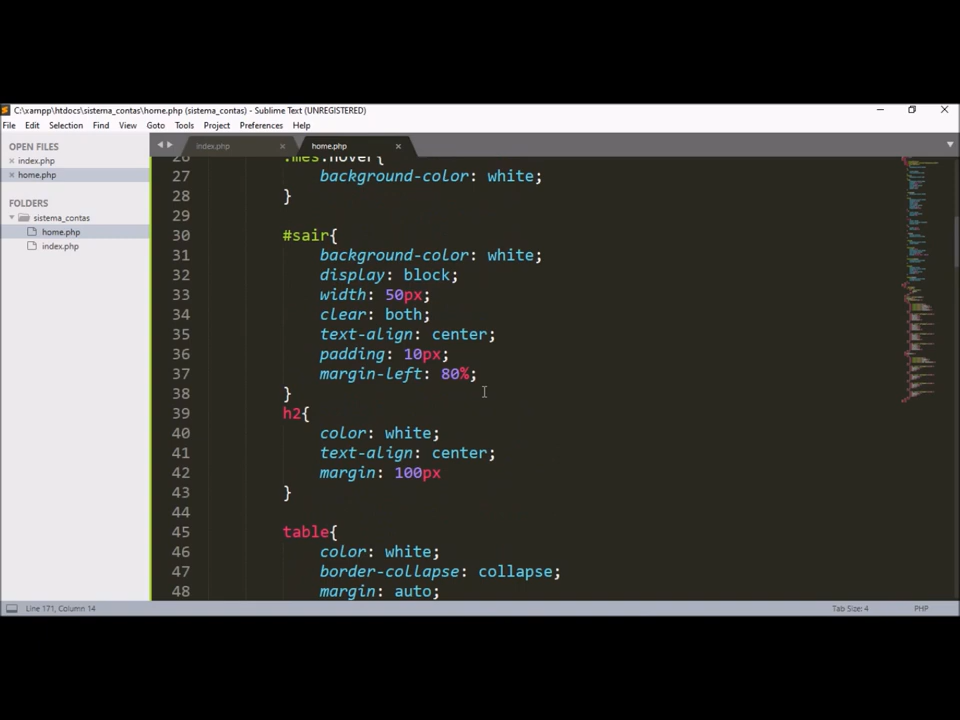 C:\xampp\htdocs\sistema_contas\home.php (sistema_contas) - Sublime Text (UNREGISTERED)
File Edit Selection Find View Goto Tools Project Preferences Help
OPEN FILES
index.php
home.php
FOLDERS
sistema_contas
home.php
index.php
index.php home.php
26 .mes:hover{
27 background-color: white;
28 }
29
30 #sair{
31 background-color: white;
32 display: block;
33 width: 50px;
34 clear: both;
35 text-align: center;
36 padding: 10px;
37 margin-left: 80%;
38 }
39 h2{
40 color: white;
41 text-align: center;
42 margin: 100px
43 }
44
45 table{
46 color: white;
47 border-collapse: collapse;
48 margin: auto;
Line 171, Column 14 Tab Size: 4 PHP